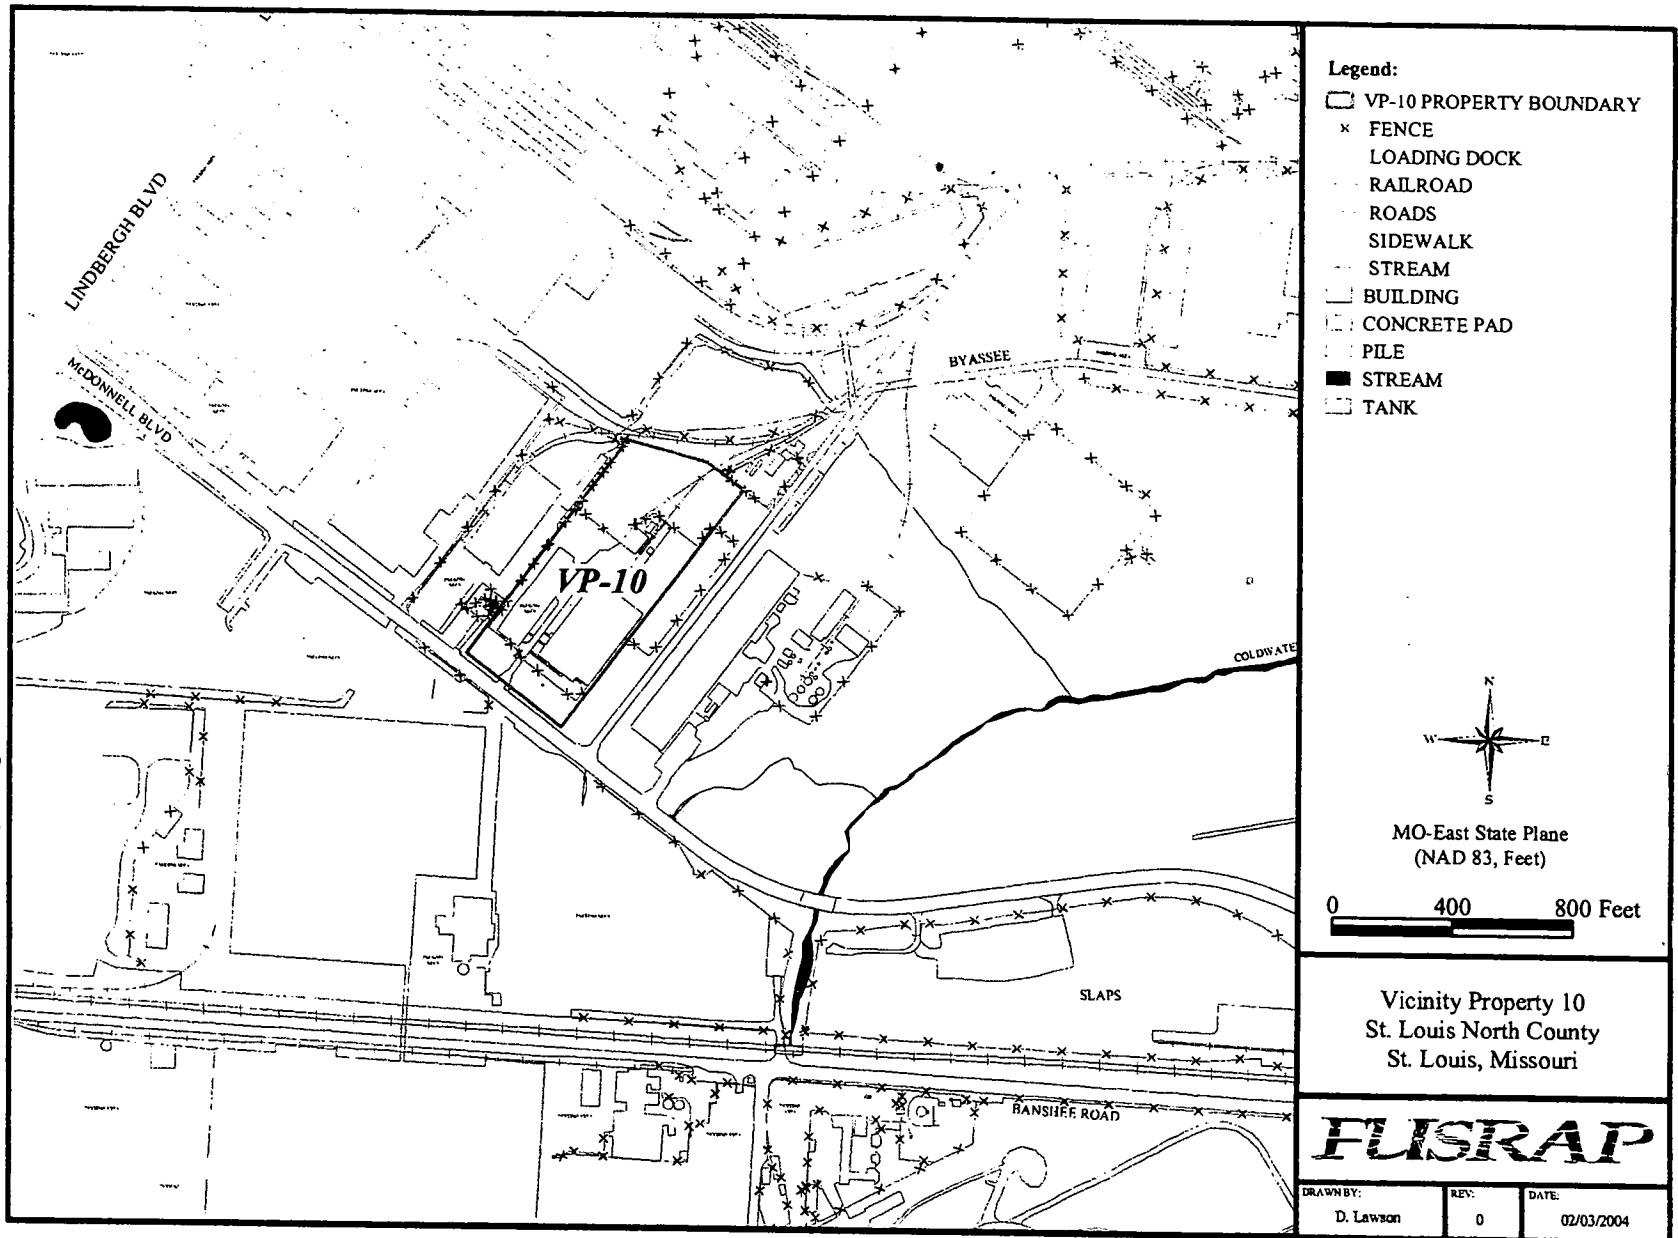 LINDBERGH BLVD
McDONNELL BLVD
BYASSEE
VP-10
COLDWATE
SLAPS
BANSHEE ROAD
Legend:
VP-10 PROPERTY BOUNDARY
× FENCE
LOADING DOCK
RAILROAD
ROADS
SIDEWALK
STREAM
BUILDING
CONCRETE PAD
PILE
STREAM
TANK
N
W E
S
MO-East State Plane
(NAD 83, Feet)
0 400 800 Feet
Vicinity Property 10
St. Louis North County
St. Louis, Missouri
FUSRAP
DRAWN BY: REV: DATE:
D. Lawson 0 02/03/2004